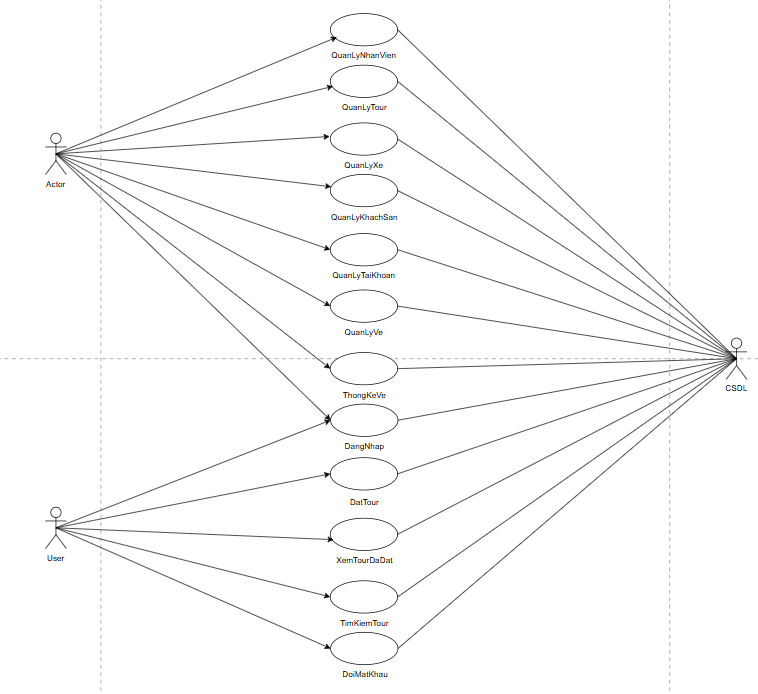 QuanLyNhanVien
QuanLyTour
QuanLyXe
Actor
QuanLyKhachSan
QuanLyTaiKhoan
QuanLyVe
CSDL
ThongKeVe
DangNhap
DatTour
User
XemTourDaDat
TimKiemTour
DoiMatKhau